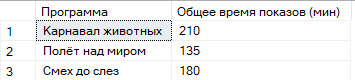 Программа Общее время показов (мин)
1 Карнавал животных 210
2 Полёт над миром 135
3 Смех до слез 180